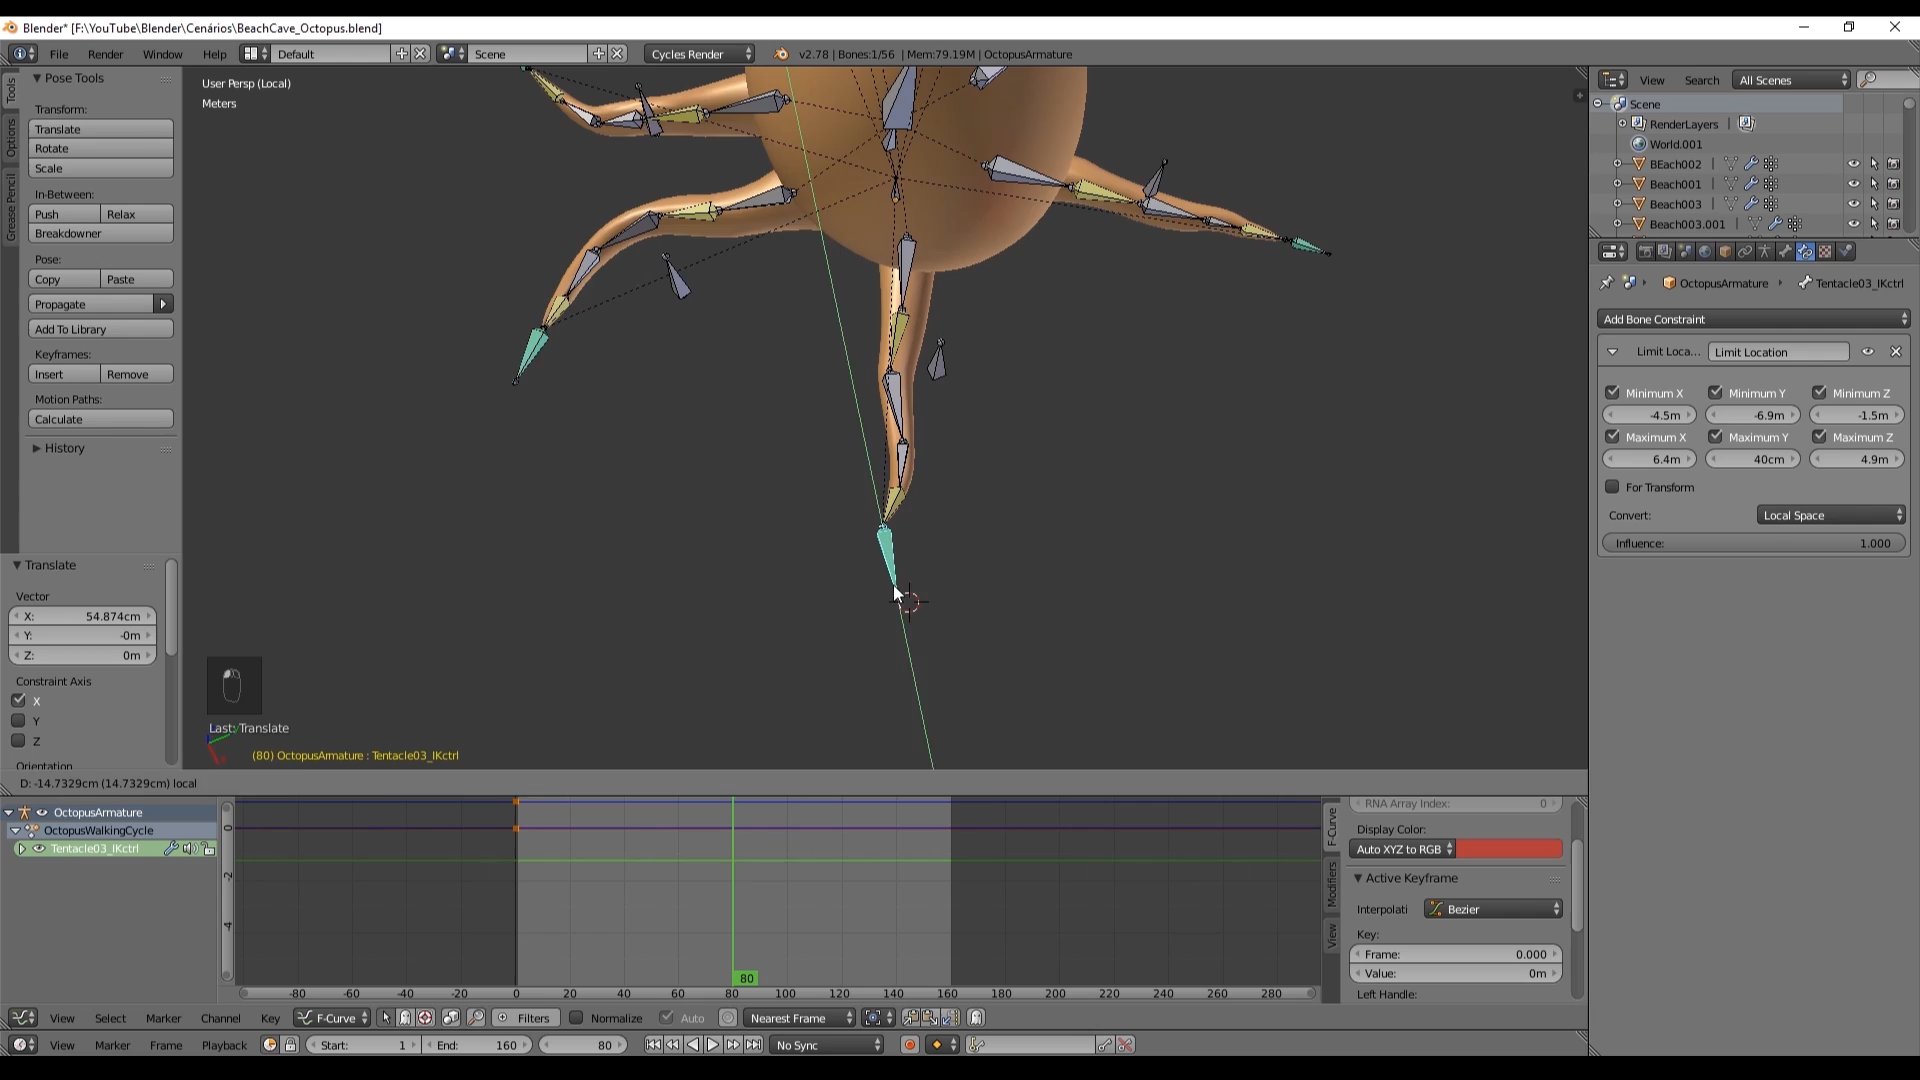 Blender* [F:\YouTube\Blender\Cenários\BeachCave_Octopus.blend]
File Render Window Help Default Scene Cycles Render v2.78 | Bones:1/56 | Mem:79.19M | OctopusArmature
Tools
Options
Grease Pencil
Pose Tools
Transform:
Translate
Rotate
Scale
In-Between:
Push Relax
Breakdowner
Pose:
Copy Paste
Propagate
Add To Library
Keyframes:
Insert Remove
Motion Paths:
Calculate
History
Translate
Vector
X: 54.874cm
Y: -0m
Z: 0m
Constraint Axis
X
Y
Z
Orientation
User Persp (Local)
Meters
Last: Translate
(80) OctopusArmature : Tentacle03_IKctrl
D: -14.7329cm (14.7329cm) local
View Search All Scenes
Scene
RenderLayers |
World.001
BEach002 |
Beach001 |
Beach003 |
Beach003.001 |
OctopusArmature Tentacle03_IKctrl
Add Bone Constraint
Limit Loca... Limit Location
Minimum X Minimum Y Minimum Z
-4.5m -6.9m -1.5m
Maximum X Maximum Y Maximum Z
6.4m 40cm 4.9m
For Transform
Convert: Local Space
Influence: 1.000
OctopusArmature
OctopusWalkingCycle
Tentacle03_IKctrl
0
-2
-4
80
-80 -60 -40 -20 0 20 40 60 80 100 120 140 160 180 200 220 240 260 280
F-Curve
Modifiers
View
RNA Array Index: 0
Display Color:
Auto XYZ to RGB
Active Keyframe
Interpolati Bezier
Key:
Frame: 0.000
Value: 0m
Left Handle:
View Select Marker Channel Key F-Curve Filters Normalize Auto Nearest Frame
View Marker Frame Playback Start: 1 End: 160 80 No Sync